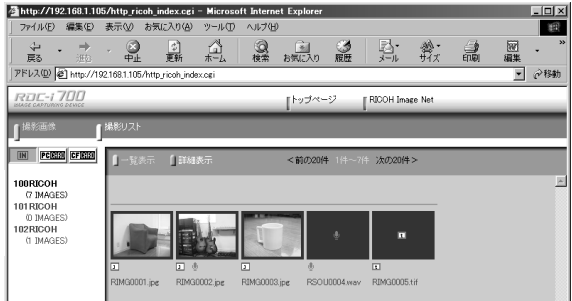 http://192.168.1.105/http_ricoh_index.cgi - Microsoft Internet Explorer
ファイル(F) 編集(E) 表示(V) お気に入り(A) ツール(T) ヘルプ(H)
戻る 進む 中止 更新 ホーム 検索 お気に入り 履歴 メール サイズ 印刷 編集 »
アドレス(D) http://192.168.1.105/http_ricoh_index.cgi 移動
RDC-i 700
IMAGE CAPTURING DEVICE
トップページ RICOH Image Net
撮影画像 撮影リスト
IN PC CARD CF CARD
一覧表示 詳細表示 <前の20件 1件~7件 次の20件>
100RICOH
(7 IMAGES)
101RICOH
(0 IMAGES)
102RICOH
(1 IMAGES)
RIMG0001.jpg RIMG0002.jpg RIMG0003.jpg RSOU0004.wav RIMG0005.tif